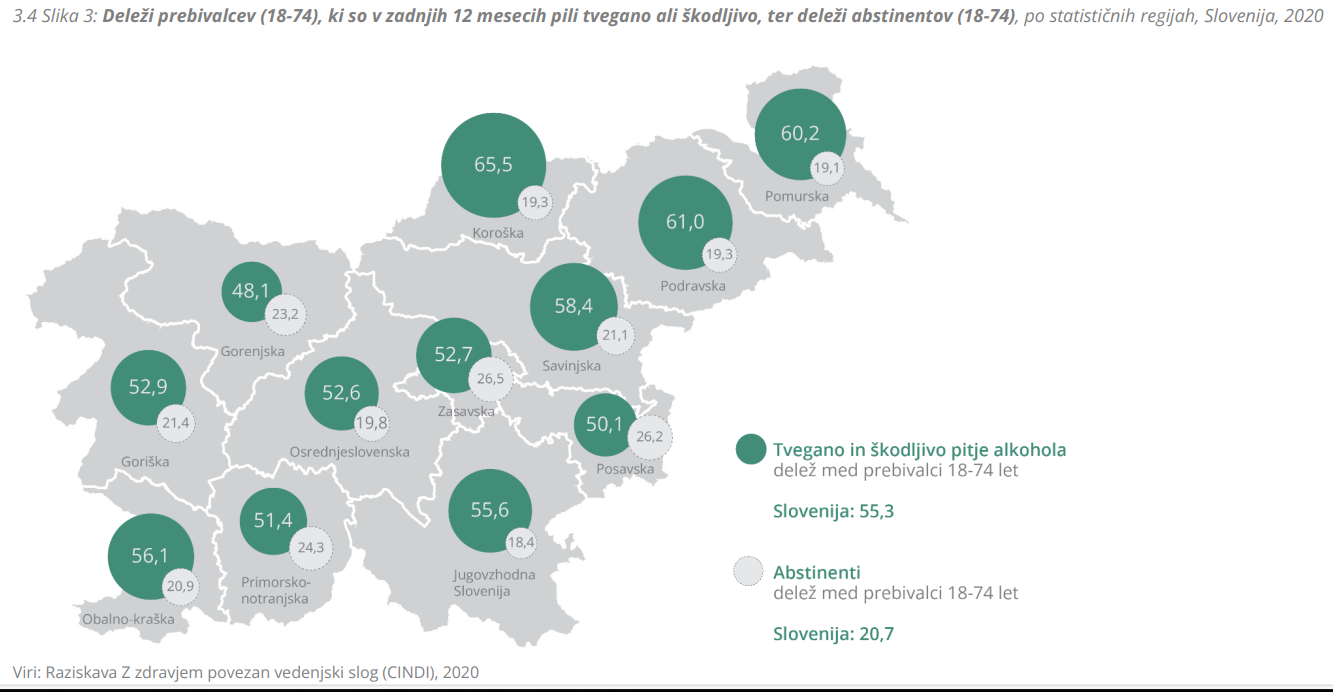 3.4 Slika 3: Deleži prebivalcev (18-74), ki so v zadnjih 12 mesecih pili tvegano ali škodljivo, ter deleži abstinentov (18-74), po statističnih regijah, Slovenija, 2020
60,2
19,1
Pomurska
65,5
19,3
Koroška
61,0
19,3
Podravska
48,1
23,2
Gorenjska
58,4
21,1
Savinjska
52,7
26,5
Zasavska
52,9
21,4
Goriška
52,6
19,8
Osrednjeslovenska
50,1
26,2
Posavska
51,4
24,3
Primorsko-
notranjska
55,6
18,4
Jugovzhodna
Slovenija
56,1
20,9
Obalno-kraška
Tvegano in škodljivo pitje alkohola
delež med prebivalci 18-74 let
Slovenija: 55,3
Abstinenti
delež med prebivalci 18-74 let
Slovenija: 20,7
Viri: Raziskava Z zdravjem povezan vedenjski slog (CINDI), 2020